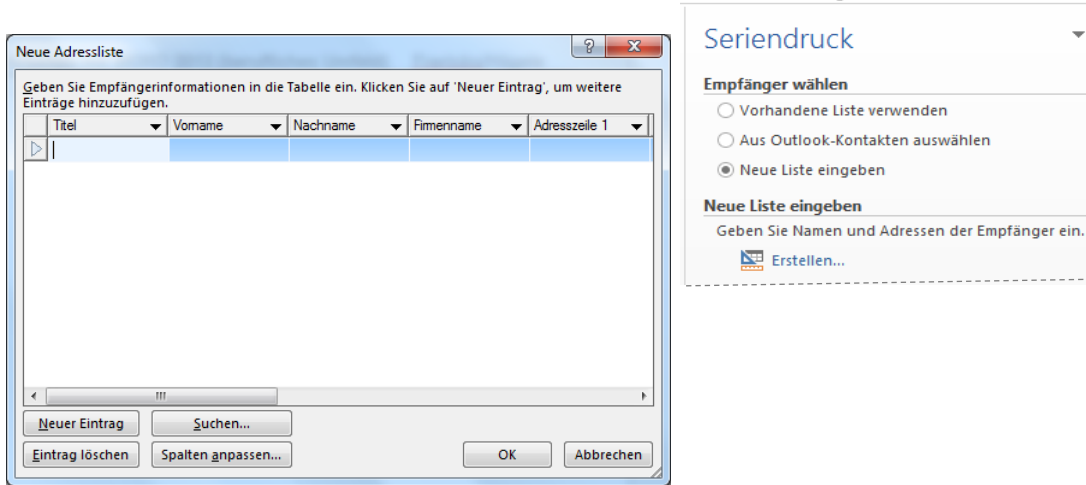 Neue Adressliste
Geben Sie Empfängerinformationen in die Tabelle ein. Klicken Sie auf 'Neuer Eintrag', um weitere
Einträge hinzuzufügen.
Titel Vorname Nachname Firmenname Adresszeile 1
Neuer Eintrag Suchen...
Eintrag löschen Spalten anpassen... OK Abbrechen
Seriendruck
Empfänger wählen
Vorhandene Liste verwenden
Aus Outlook-Kontakten auswählen
Neue Liste eingeben
Neue Liste eingeben
Geben Sie Namen und Adressen der Empfänger ein.
Erstellen...